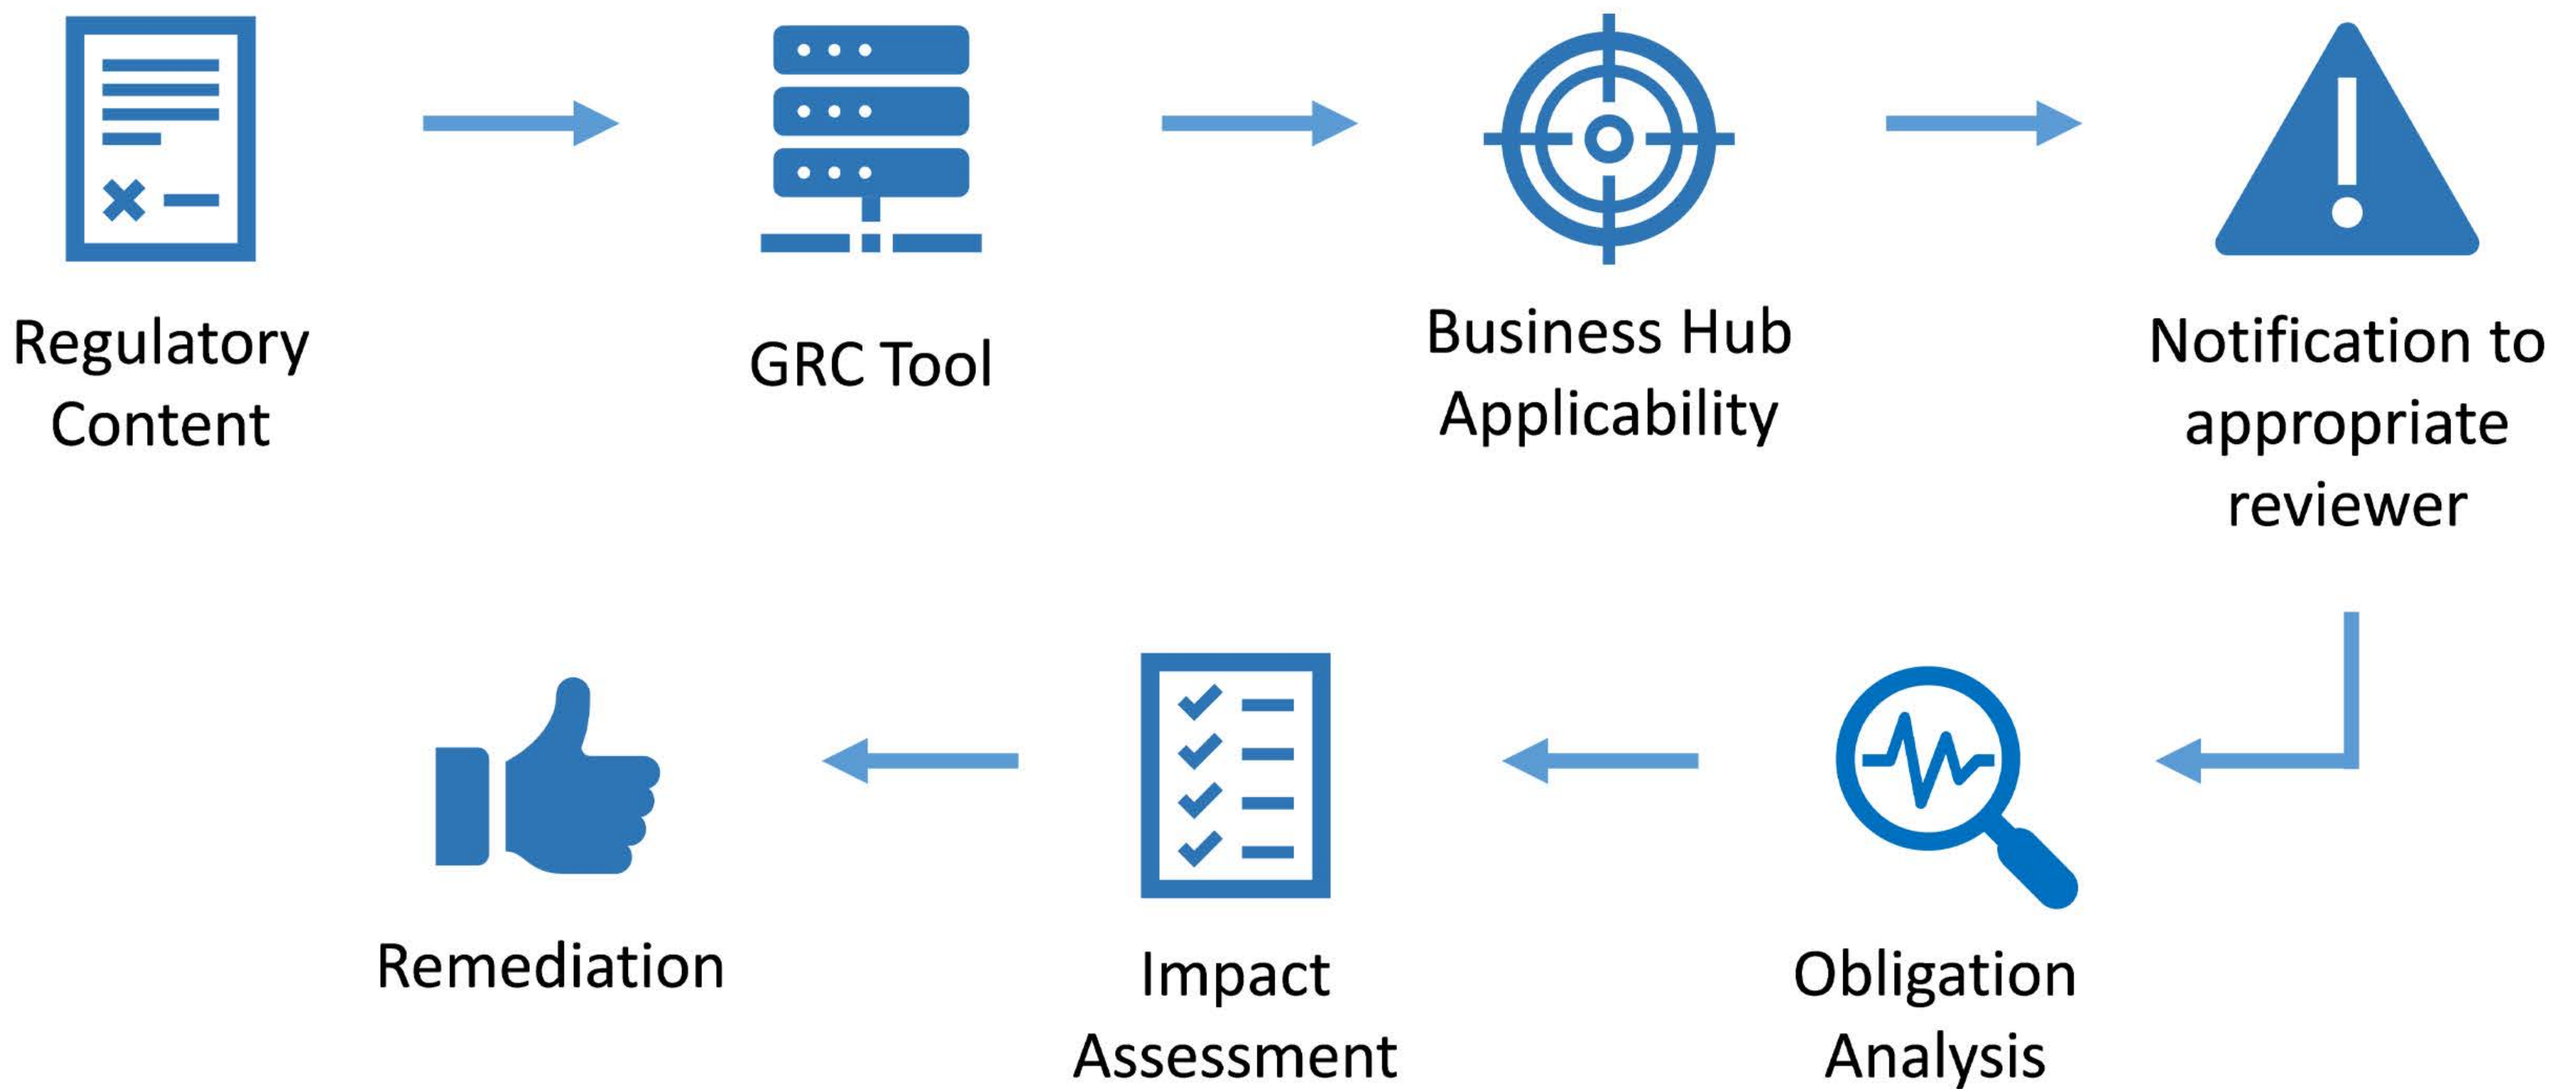 Regulatory
Content
GRC Tool
Business Hub
Applicability
Notification to
appropriate
reviewer
Remediation
Impact
Assessment
Obligation
Analysis